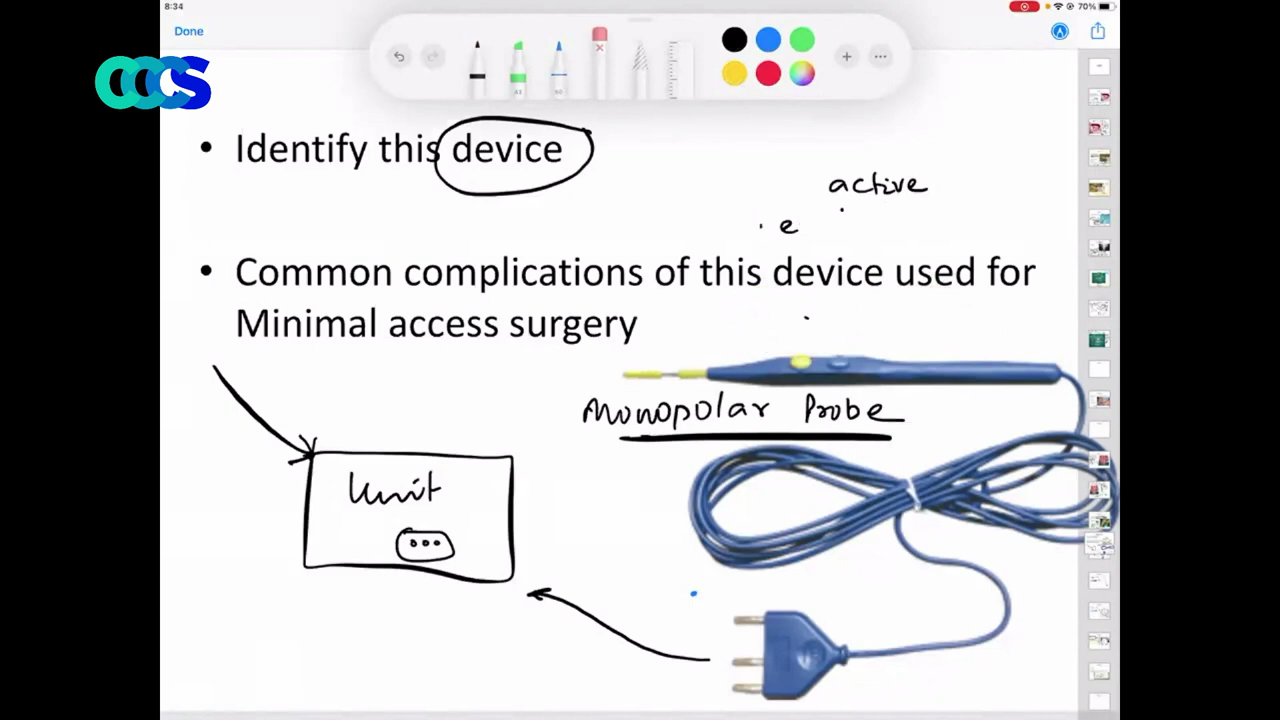 8:34
70%
Done
CCCS
• Identify this device
active
e
• Common complications of this device used for
Minimal access surgery
Monopolar Probe
Unit